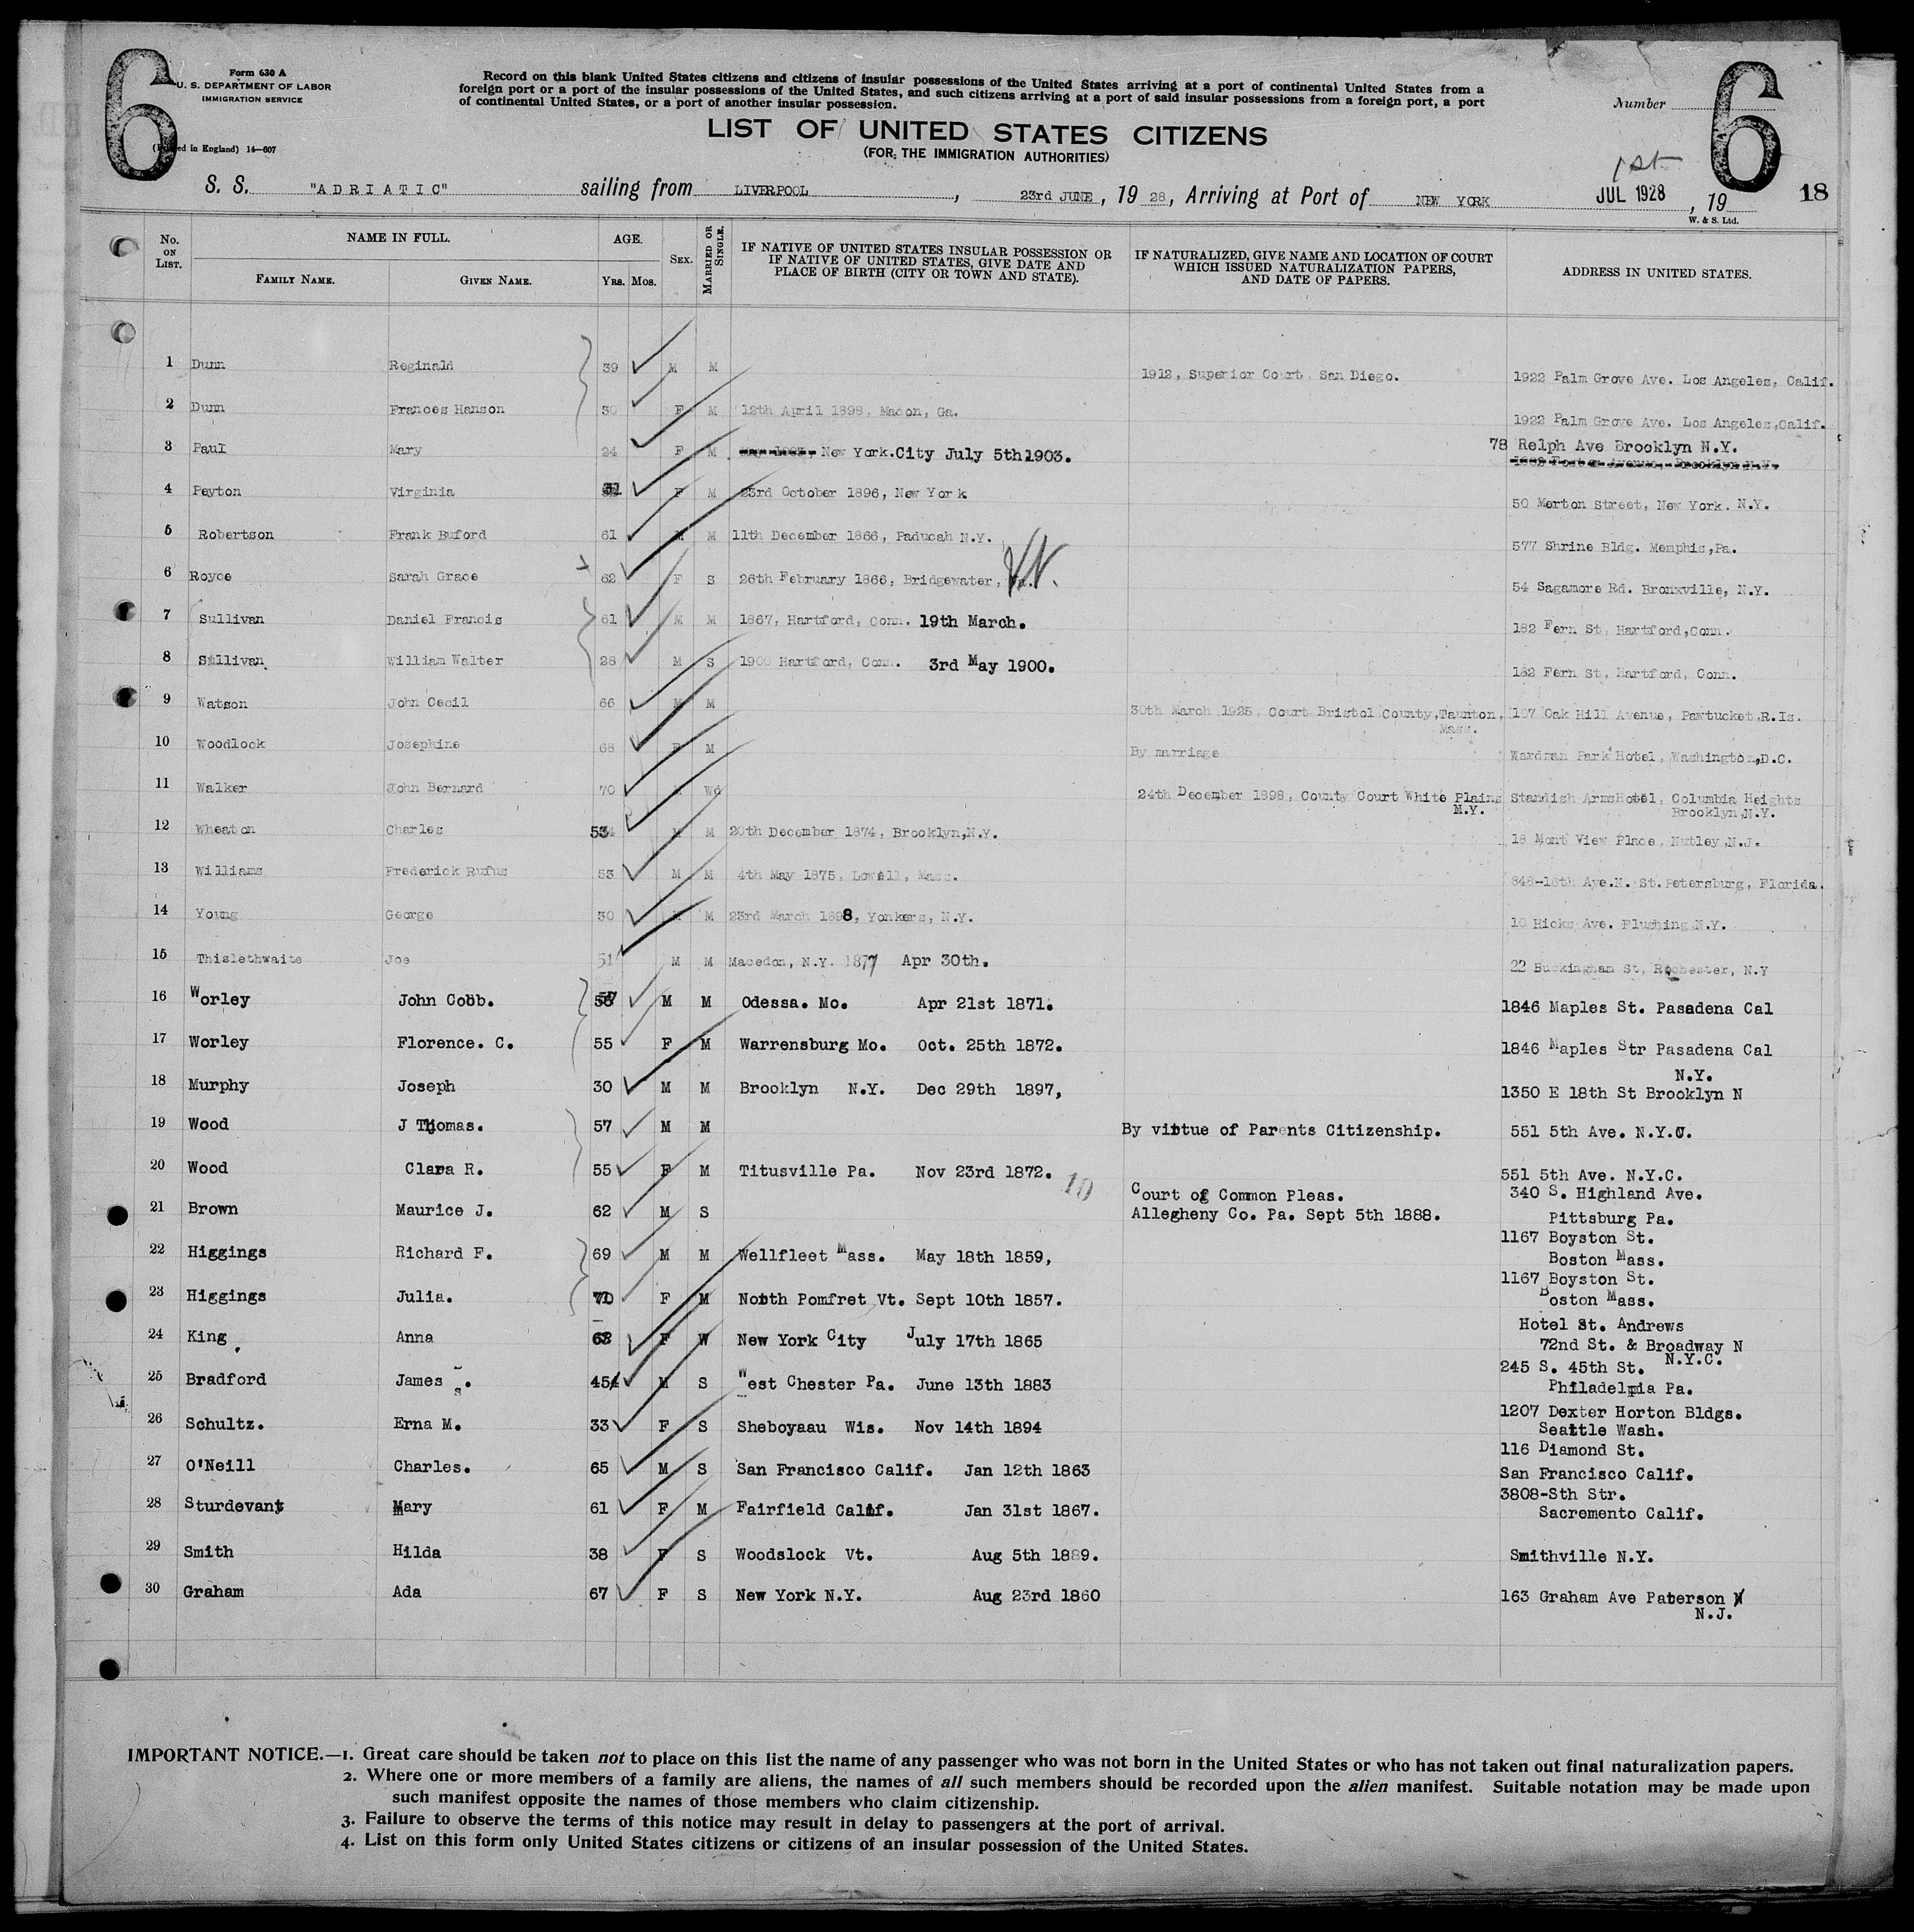 6
Form 630 A
U. S. DEPARTMENT OF LABOR
IMMIGRATION SERVICE
Record on this blank United States citizens and citizens of insular possessions of the United States arriving at a port of continental United States from a
foreign port or a port of the insular possessions of the United States, and such citizens arriving at a port of said insular possessions from a foreign port, a port
of continental United States, or a port of another insular possession.
Number
6
LIST OF UNITED STATES CITIZENS
(FOR THE IMMIGRATION AUTHORITIES)
ed in England) 14—607
S. S. "ADRIATIC" sailing from LIVERPOOL, 23rd JUNE, 19 28, Arriving at Port of NEW YORK 1st JUL 1928, 19 18
W. & S. Ltd.
No. ON LIST. NAME IN FULL. FAMILY NAME. GIVEN NAME. AGE. Yrs. Mos. SEX. MARRIED OR SINGLE. IF NATIVE OF UNITED STATES INSULAR POSSESSION OR IF NATIVE OF UNITED STATES, GIVE DATE AND PLACE OF BIRTH (CITY OR TOWN AND STATE). IF NATURALIZED, GIVE NAME AND LOCATION OF COURT WHICH ISSUED NATURALIZATION PAPERS, AND DATE OF PAPERS. ADDRESS IN UNITED STATES.
1 Dunn Reginald 39 M M 1912, Superior Court San Diego. 1922 Palm Grove Ave. Los Angeles, Calif.
2 Dunn Frances Hanson 30 F M 12th April 1898, Macon, Ga. 1922 Palm Grove Ave. Los Angeles,Calif.
3 Paul Mary 24 F M New York.City July 5th 1903. 78 Relph Ave Brooklyn N.Y.
4 Peyton Virginia 31 F M 23rd October 1896, New York 50 Morton Street, New York. N.Y.
5 Robertson Frank Buford 61 M M 11th December 1866, Paducah N.Y. 577 Shrine Bldg. Memphis,Pa.
6 Royce Sarah Grace 62 F S 26th February 1866, Bridgewater, 54 Sagamore Rd. Bronxville, N.Y.
7 Sullivan Daniel Francis 61 M M 1867, Hartford, Conn. 19th March. 182 Fern St, Hartford,Conn.
8 Sullivan William Walter 28 M S 1900 Hartford, Conn. 3rd May 1900. 182 Fern St, Hartford, Conn.
9 Watson John Cecil 66 M M 30th March 1925, Court Bristol County,Taunton, Mass. 107 Oak Hill Avenue, Pawtucket,R.Is.
10 Woodlock Josephine 68 F M By marriage Wardman Park Hotel, Washington,D.C.
11 Walker John Bernard 70 Wd 24th December 1898, County Court White Plains M.Y. Standish ArmsHotel, Columbia Heights Brooklyn,N.Y.
12 Wheaton Charles 53 M M 20th December 1874, Brooklyn,N.Y. 18 Mont View Place, Nutley,N.J.
13 Williams Frederick Rufus 53 M M 4th May 1875, Lowell, Mass. 848-18th Ave.N. St.Petersburg, Florida.
14 Young George 30 M M 23rd March 1898, Yonkers, N.Y. 10 Hicks Ave. Flushing N.Y.
15 Thislethwaite Joe 51 M M Macedon, N.Y. 1877 Apr 30th. 22 Buckingham St, Rochester, N.Y
16 Worley John Cobb. 57 M M Odessa. Mo. Apr 21st 1871. 1846 Maples St. Pasadena Cal
17 Worley Florence. C. 55 F M Warrensburg Mo. Oct. 25th 1872. 1846 Maples Str Pasadena Cal
18 Murphy Joseph 30 M M Brooklyn N.Y. Dec 29th 1897, N.Y. 1350 E 18th St Brooklyn N
19 Wood J Thomas. 57 M M By virtue of Parents Citizenship. 551 5th Ave. N.Y.C.
20 Wood Clara R. 55 F M Titusville Pa. Nov 23rd 1872. 10 551 5th Ave. N.Y.C.
21 Brown Maurice J. 62 M S Court of Common Pleas. Allegheny Co. Pa. Sept 5th 1888. 340 S. Highland Ave. Pittsburg Pa.
22 Higgings Richard F. 69 M M Wellfleet Mass. May 18th 1859, 1167 Boyston St. Boston Mass.
23 Higgings Julia. 70 F M North Pomfret Vt. Sept 10th 1857. 1167 Boyston St. Boston Mass.
24 King Anna 62 F W New York City July 17th 1865 Hotel St. Andrews 72nd St. & Broadway N N.Y.C.
25 Bradford James S. 45 M S West Chester Pa. June 13th 1883 245 S. 45th St. Philadelpia Pa.
26 Schultz. Erna M. 33 F S Sheboyaau Wis. Nov 14th 1894 1207 Dexter Horton Bldgs. Seattle Wash.
27 O'Neill Charles. 65 M S San Francisco Calif. Jan 12th 1863 116 Diamond St. San Francisco Calif.
28 Sturdevant Mary 61 F M Fairfield Calif. Jan 31st 1867. 3808-Sth Str. Sacremento Calif.
29 Smith Hilda 38 F S Woodslock Vt. Aug 5th 1889. Smithville N.Y.
30 Graham Ada 67 F S New York N.Y. Aug 23rd 1860 163 Graham Ave Paterson N.J.
IMPORTANT NOTICE.—1. Great care should be taken not to place on this list the name of any passenger who was not born in the United States or who has not taken out final naturalization papers.
2. Where one or more members of a family are aliens, the names of all such members should be recorded upon the alien manifest. Suitable notation may be made upon
such manifest opposite the names of those members who claim citizenship.
3. Failure to observe the terms of this notice may result in delay to passengers at the port of arrival.
4. List on this form only United States citizens or citizens of an insular possession of the United States.